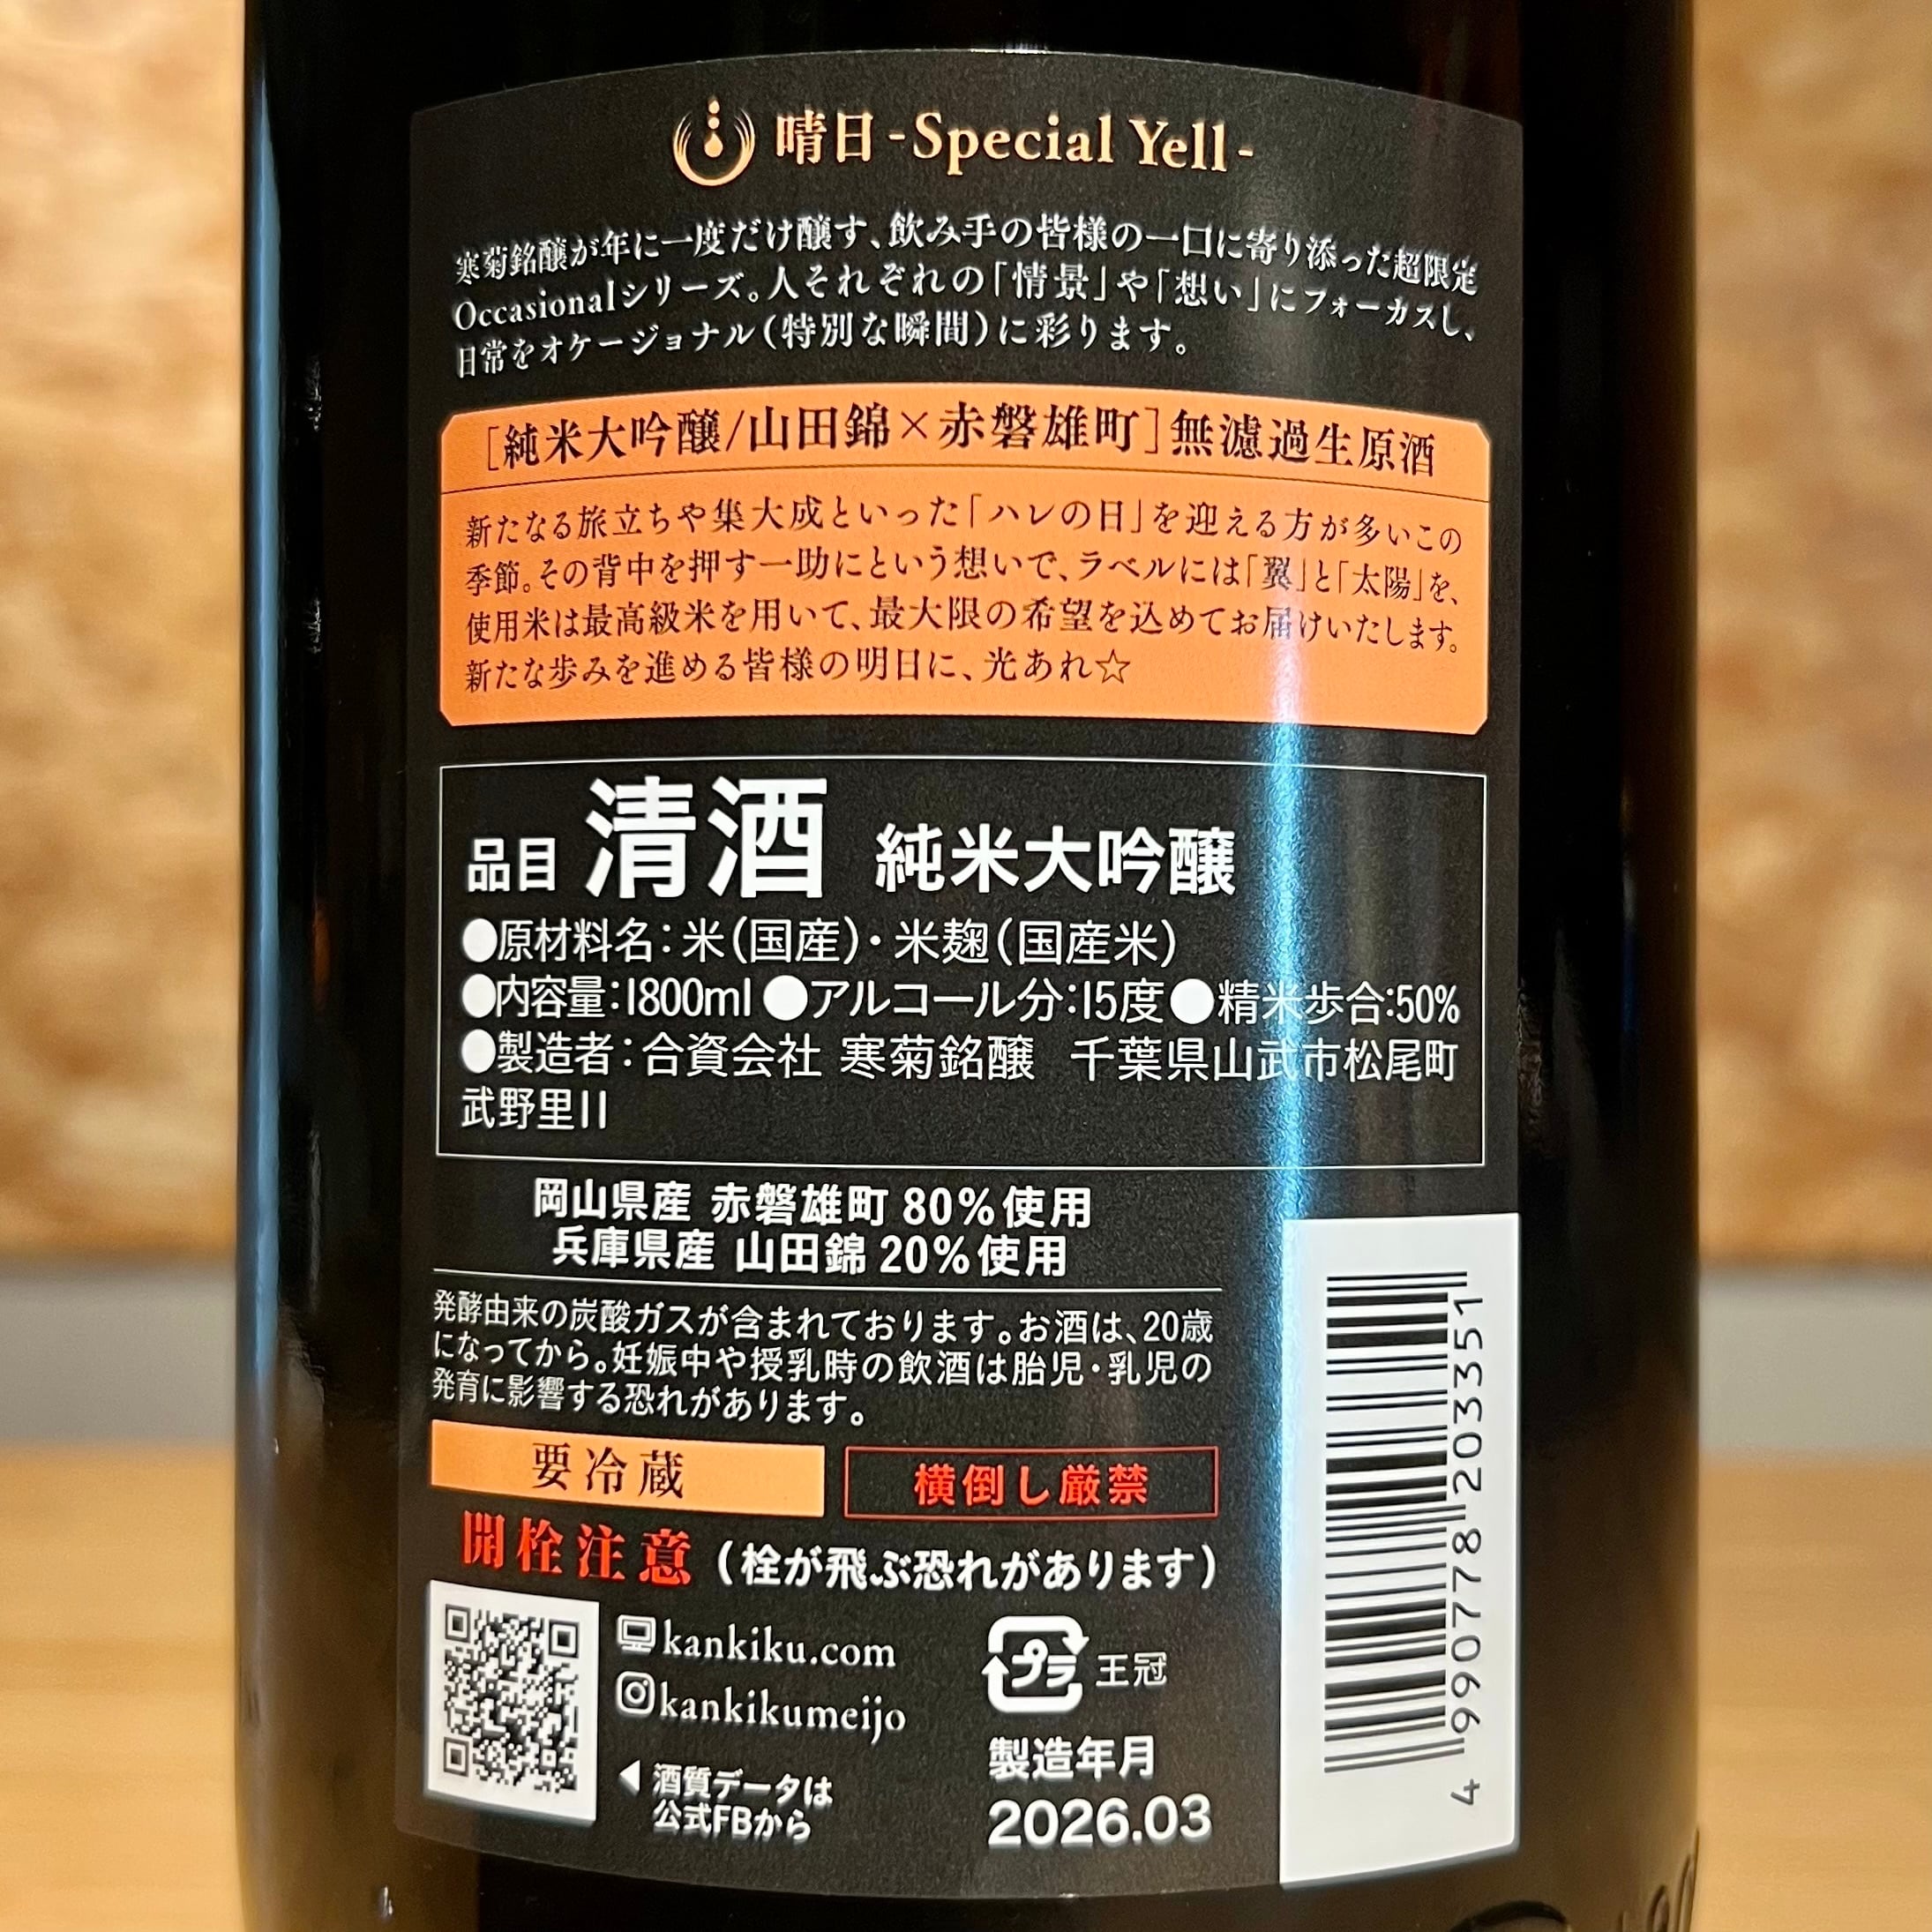 晴日 -Special Yell-
寒菊銘醸が年に一度だけ醸す、飲み手の皆様の一口に寄り添った超限定
Occasionalシリーズ。人それぞれの「情景」や「想い」にフォーカスし、
日常をオケージョナル(特別な瞬間)に彩ります。
[純米大吟醸/山田錦×赤磐雄町]無濾過生原酒
新たなる旅立ちや集大成といった「ハレの日」を迎える方が多いこの
季節。その背中を押す一助にという想いで、ラベルには「翼」と「太陽」を、
使用米は最高級米を用いて、最大限の希望を込めてお届けいたします。
新たな歩みを進める皆様の明日に、光あれ☆
品目 清酒 純米大吟醸
●原材料名:米(国産)・米麹(国産米)
●内容量:1800ml ●アルコール分:15度 ●精米歩合:50%
●製造者:合資会社 寒菊銘醸 千葉県山武市松尾町
武野里11
岡山県産 赤磐雄町 80%使用
兵庫県産 山田錦 20%使用
発酵由来の炭酸ガスが含まれております。お酒は、20歳
になってから。妊娠中や授乳時の飲酒は胎児・乳児の
発育に影響する恐れがあります。
要冷蔵
横倒し厳禁
開栓注意(栓が飛ぶ恐れがあります)
kankiku.com
kankikumeijo
◀ 酒質データは
公式FBから
プラ 王冠
製造年月
2026.03
4 990778 203351